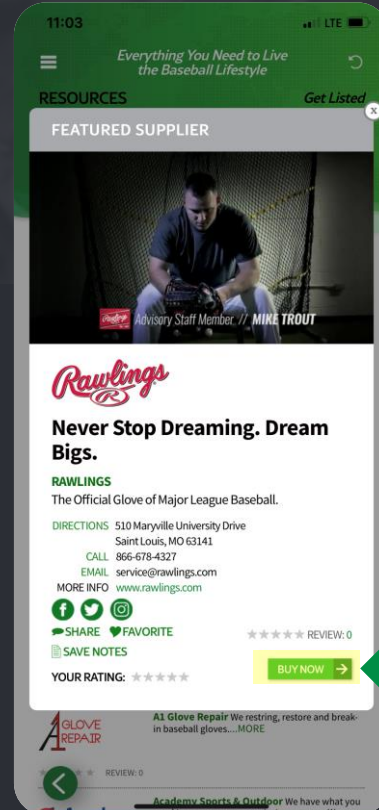 11:03
LTE
Everything You Need to Live
the Baseball Lifestyle
RESOURCES
Get Listed
x
FEATURED SUPPLIER
Rawlings Advisory Staff Member // MIKE TROUT
Rawlings
R
Never Stop Dreaming. Dream
Bigs.
RAWLINGS
The Official Glove of Major League Baseball.
DIRECTIONS 510 Maryville University Drive
Saint Louis, MO 63141
CALL 866-678-4327
EMAIL service@rawlings.com
MORE INFO www.rawlings.com
SHARE FAVORITE
REVIEW: 0
SAVE NOTES
BUY NOW
YOUR RATING:
A1 GLOVE REPAIR
A1 Glove Repair We restring, restore and break-
in baseball gloves....MORE
REVIEW: 0
Academy Sports & Outdoor We have what you